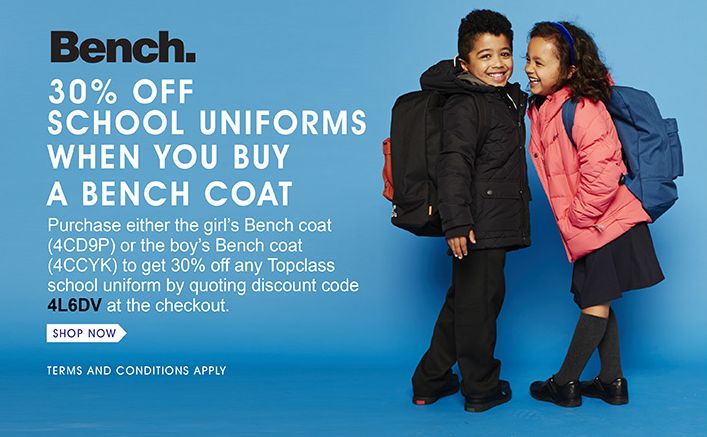 Bench.
30% OFF
SCHOOL UNIFORMS
WHEN YOU BUY
A BENCH COAT
Purchase either the girl's Bench coat
(4CD9P) or the boy's Bench coat
(4CCYK) to get 30% off any Topclass
school uniform by quoting discount code
4L6DV at the checkout.
SHOP NOW
TERMS AND CONDITIONS APPLY